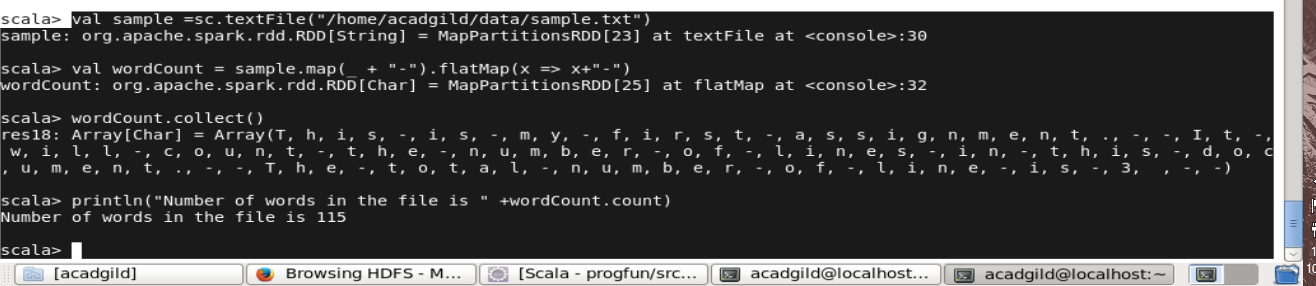 scala> val sample =sc.textFile("/home/acadgild/data/sample.txt")
sample: org.apache.spark.rdd.RDD[String] = MapPartitionsRDD[23] at textFile at <console>:30
scala> val wordCount = sample.map(_ + "-").flatMap(x => x+"-")
wordCount: org.apache.spark.rdd.RDD[Char] = MapPartitionsRDD[25] at flatMap at <console>:32
scala> wordCount.collect()
res18: Array[Char] = Array(T, h, i, s, -, i, s, -, m, y, -, f, i, r, s, t, -, a, s, s, i, g, n, m, e, n, t, ., -, -, I, t, -,
w, i, l, l, -, c, o, u, n, t, -, t, h, e, -, n, u, m, b, e, r, -, o, f, -, l, i, n, e, s, -, i, n, -, t, h, i, s, -, d, o, c
, u, m, e, n, t, ., -, -, T, h, e, -, t, o, t, a, l, -, n, u, m, b, e, r, -, o, f, -, l, i, n, e, -, i, s, -, 3,  , -, -)
scala> println("Number of words in the file is " +wordCount.count)
Number of words in the file is 115
scala>
[acadgild] Browsing HDFS - M... [Scala - progfun/src... acadgild@localhost... acadgild@localhost:~